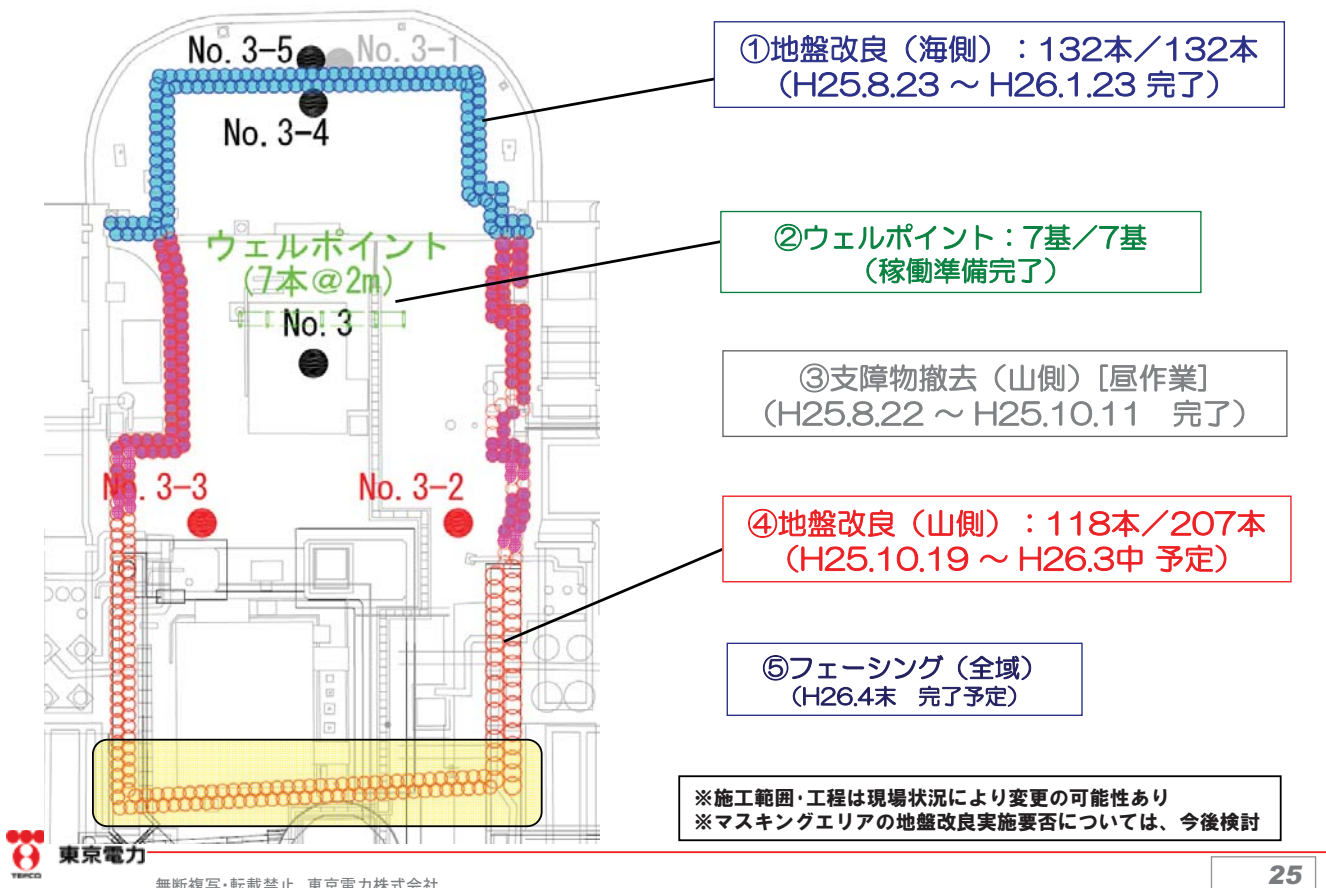 No. 3-5
No. 3-1
No. 3-4
ウェルポイント
(7本@2m)
No. 3
No. 3-3
No. 3-2
①地盤改良（海側）：132本／132本
（H25.8.23 ～ H26.1.23 完了）
②ウェルポイント：7基／7基
（稼働準備完了）
③支障物撤去（山側）[昼作業]
（H25.8.22 ～ H25.10.11　完了）
④地盤改良（山側）：118本／207本
（H25.10.19 ～ H26.3中 予定）
⑤フェーシング（全域）
（H26.4末　完了予定）
※施工範囲･工程は現場状況により変更の可能性あり
※マスキングエリアの地盤改良実施要否については、今後検討
TEPCO
東京電力
無断複写･転載禁止 東京電力株式会社
25